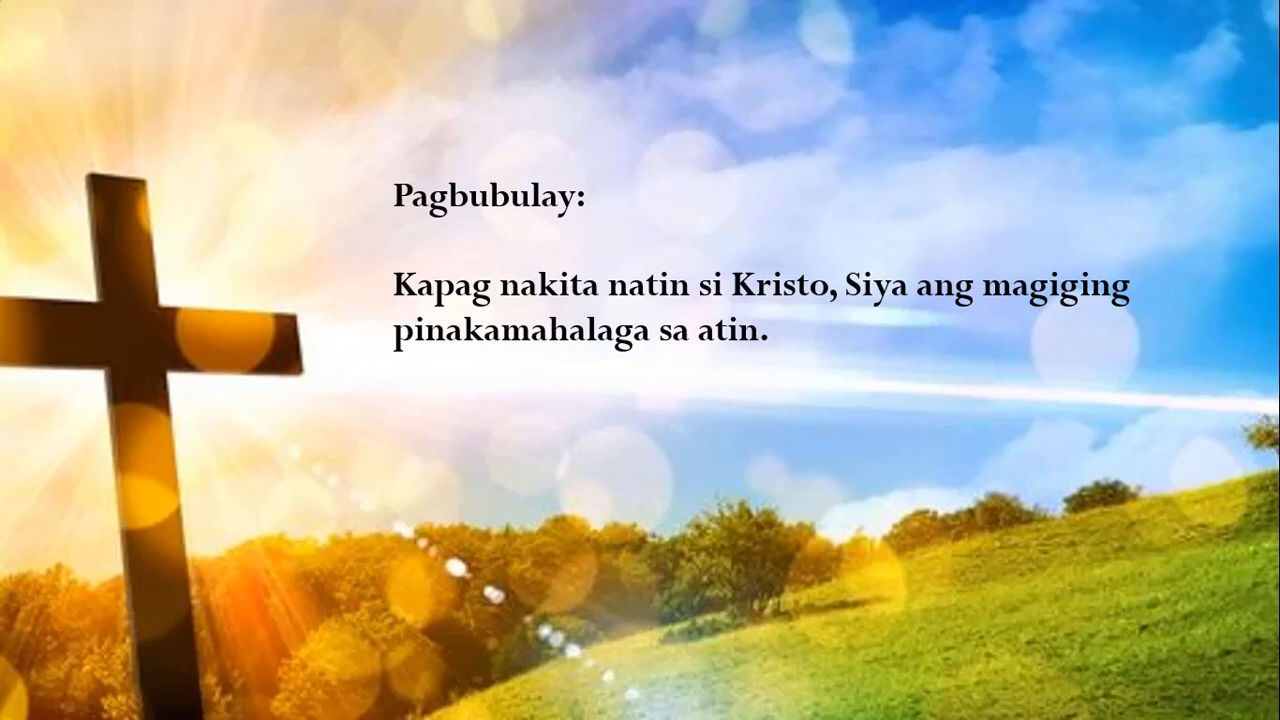 Pagbubulay:
Kapag nakita natin si Kristo, Siya ang magiging
pinakamahalaga sa atin.